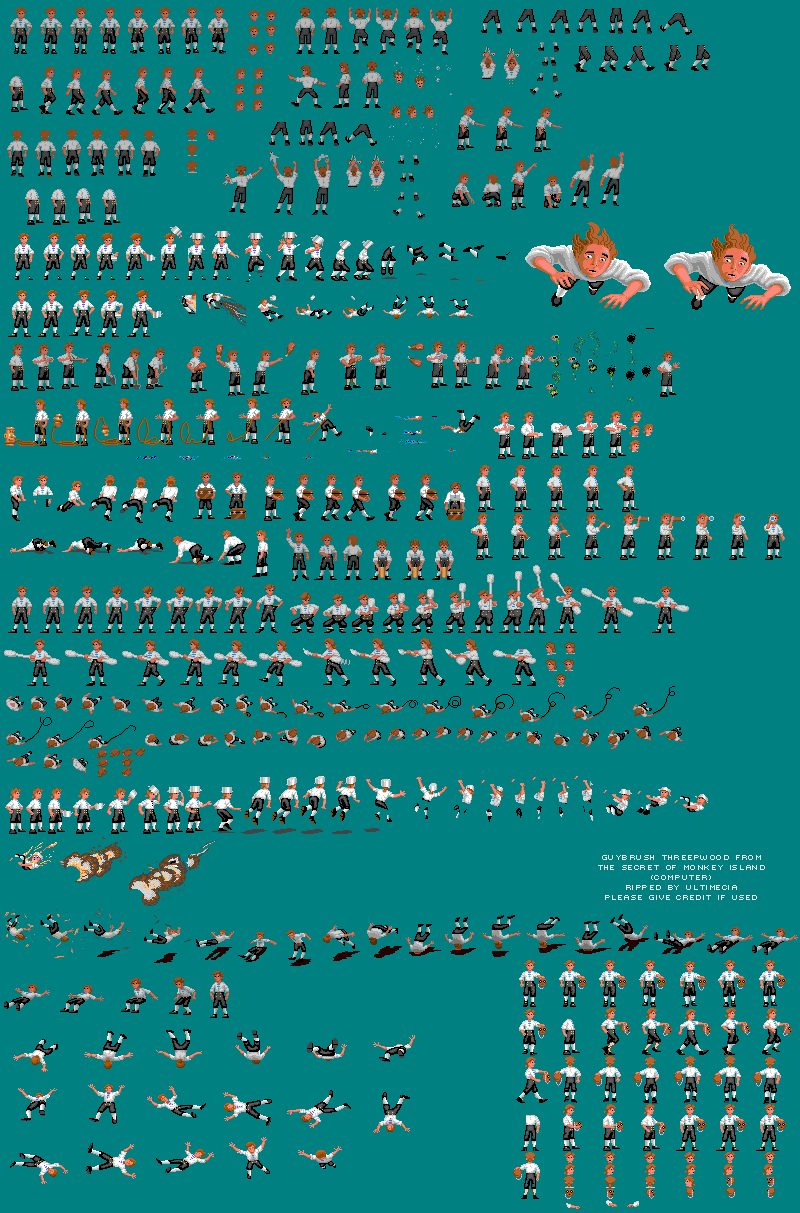 GUYBRUSH THREEPWOOD FROM
THE SECRET OF MONKEY ISLAND
(COMPUTER)
RIPPED BY ULTIMECIA
PLEASE GIVE CREDIT IF USED